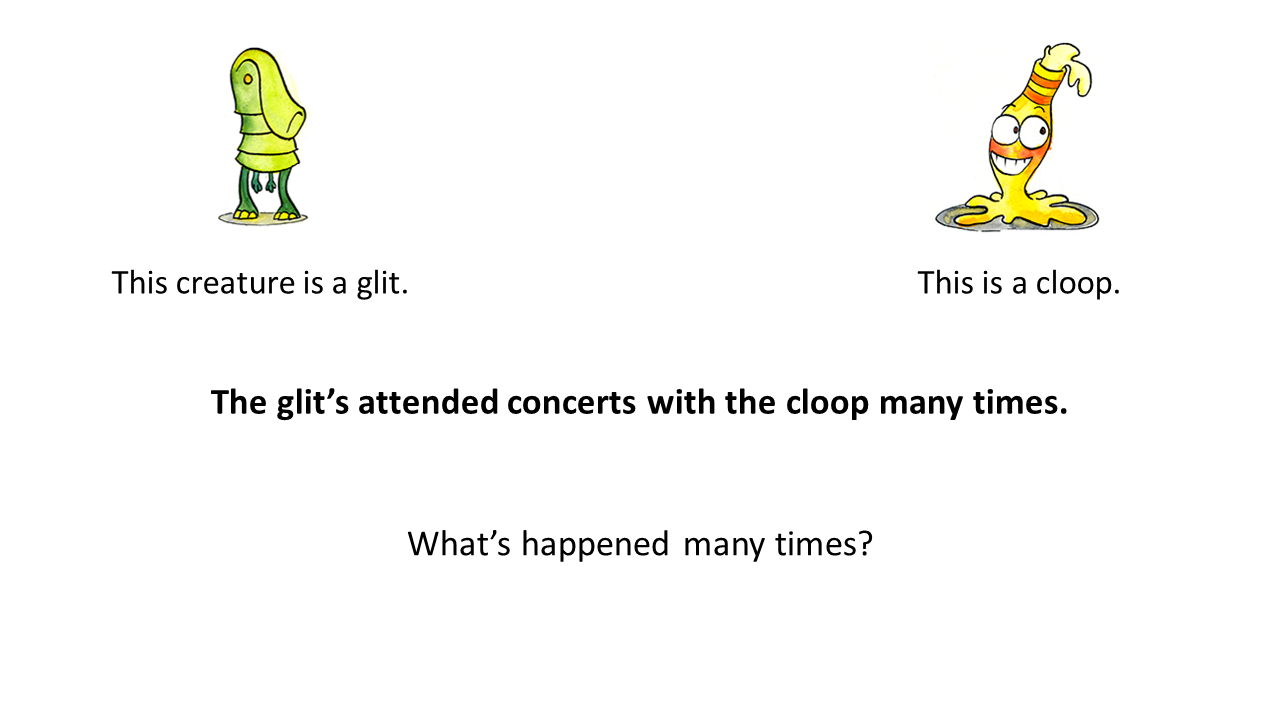 This creature is a glit.
This is a cloop.
The glit’s attended concerts with the cloop many times.
What’s happened many times?